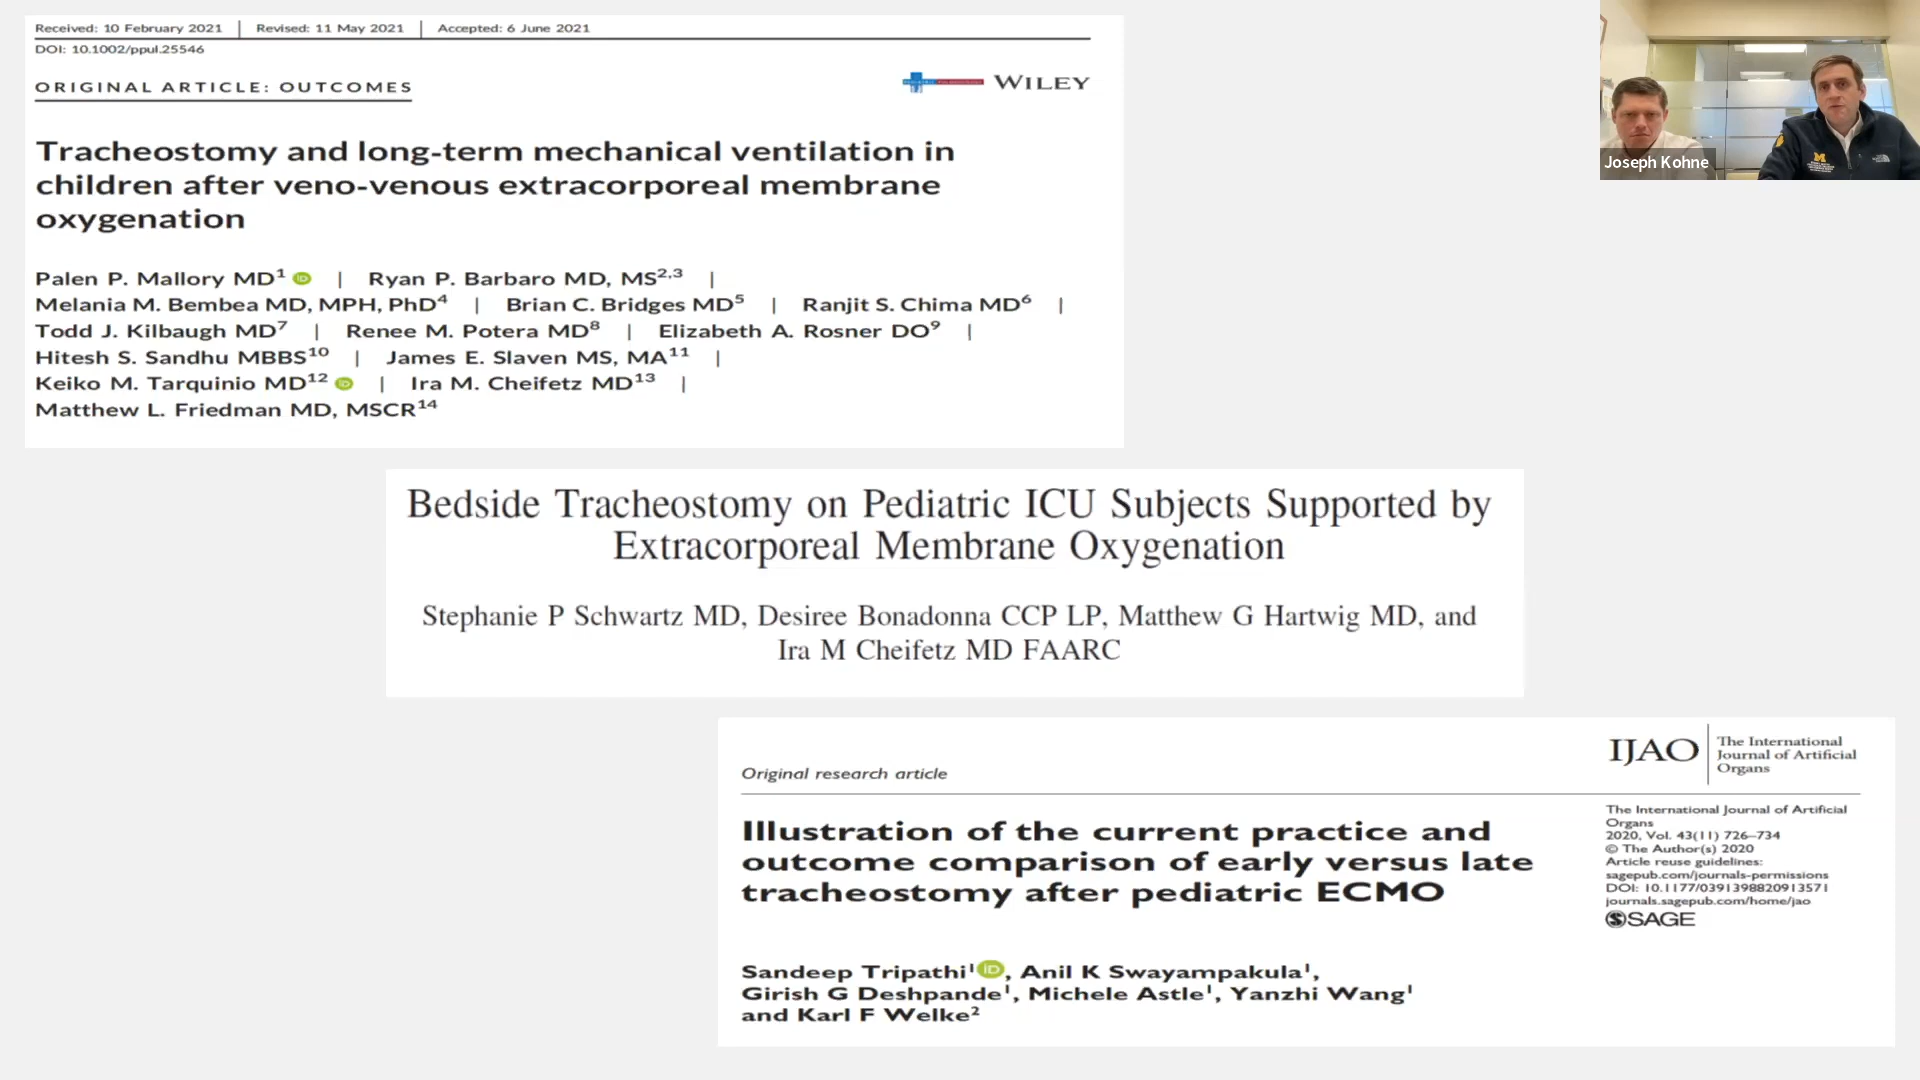 Received: 10 February 2021 | Revised: 11 May 2021 | Accepted: 6 June 2021
DOI: 10.1002/ppul.25546
ORIGINAL ARTICLE: OUTCOMES
WILEY
Tracheostomy and long-term mechanical ventilation in
children after veno-venous extracorporeal membrane
oxygenation
Palen P. Mallory MD1 iD | Ryan P. Barbaro MD, MS2,3 |
Melania M. Bembea MD, MPH, PhD4 | Brian C. Bridges MD5 | Ranjit S. Chima MD6 |
Todd J. Kilbaugh MD7 | Renee M. Potera MD8 | Elizabeth A. Rosner DO9 |
Hitesh S. Sandhu MBBS10 | James E. Slaven MS, MA11 |
Keiko M. Tarquinio MD12 iD | Ira M. Cheifetz MD13 |
Matthew L. Friedman MD, MSCR14
Joseph Kohne
M
Bedside Tracheostomy on Pediatric ICU Subjects Supported by
Extracorporeal Membrane Oxygenation
Stephanie P Schwartz MD, Desiree Bonadonna CCP LP, Matthew G Hartwig MD, and
Ira M Cheifetz MD FAARC
Original research article
IJAO
The International
Journal of Artificial
Organs
Illustration of the current practice and
outcome comparison of early versus late
tracheostomy after pediatric ECMO
The International Journal of Artificial
Organs
2020, Vol. 43(11) 726–734
© The Author(s) 2020
Article reuse guidelines:
sagepub.com/journals-permissions
DOI: 10.1177/0391398820913571
journals.sagepub.com/home/jao
SAGE
Sandeep Tripathi1 iD, Anil K Swayampakula1,
Girish G Deshpande1, Michele Astle1, Yanzhi Wang1
and Karl F Welke2